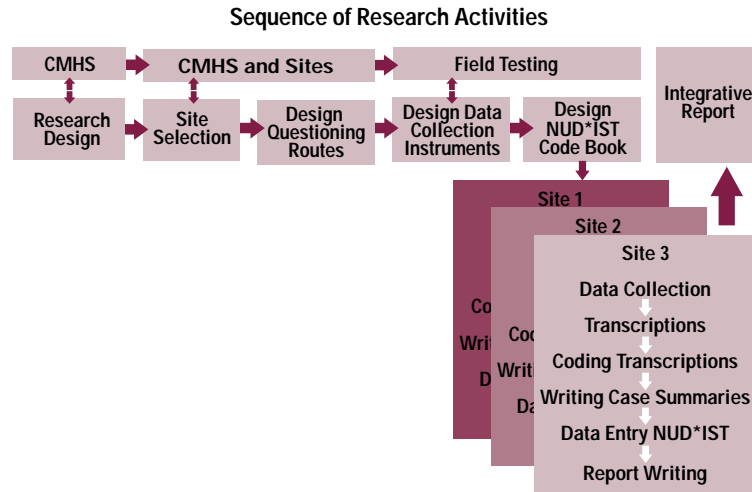 Sequence of Research Activities
CMHS
CMHS and Sites
Field Testing
Integrative
Report
Research
Design
Site
Selection
Design
Questioning
Routes
Design Data
Collection
Instruments
Design
NUD*IST
Code Book
Site 1
Site 2
Site 3
Data Collection
Transcriptions
Coding Transcriptions
Writing Case Summaries
Data Entry NUD*IST
Report Writing